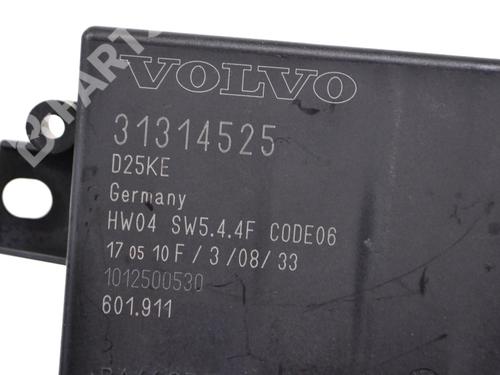 VOLVO
31314525
D25KE
Germany
HW04 SW5.4.4F CODE06
17 05 10 F / 3 / 08 / 33
1012500530
601.911